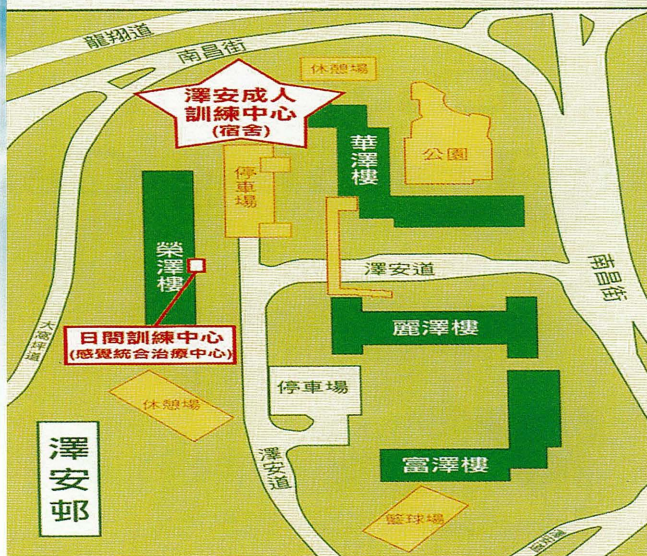 龍翔道
南昌街
休憩場
澤安成人
訓練中心
(宿舍)
華澤樓
公園
停車場
榮澤樓
澤安道
南昌街
大窩坪道
日間訓練中心
(感覺統合治療中心)
麗澤樓
停車場
休憩場
澤安邨
澤安道
富澤樓
籃球場